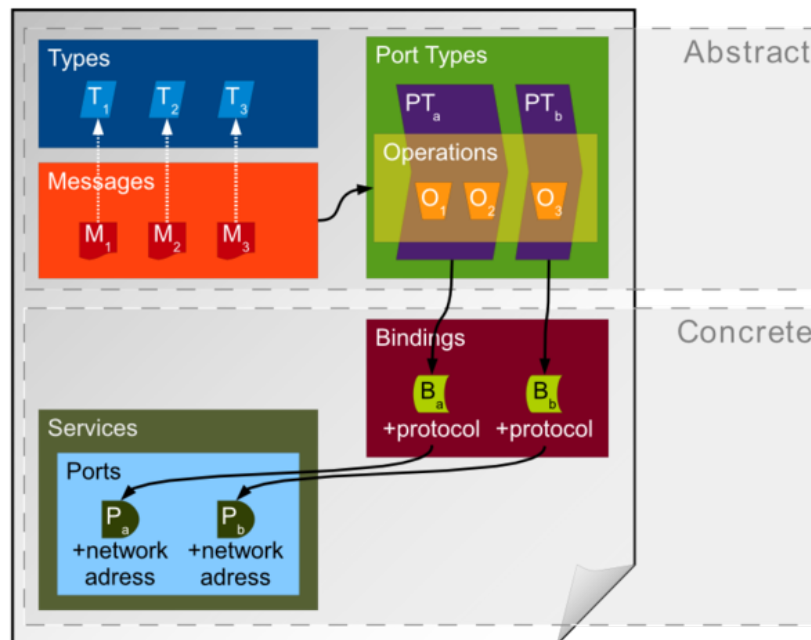 Abstract
Types
T1 T2 T3
Messages
M1 M2 M3
Port Types
PTa PTb
Operations
O1 O2 O3
Concrete
Bindings
Ba Bb
+protocol +protocol
Services
Ports
Pa Pb
+network +network
adress adress